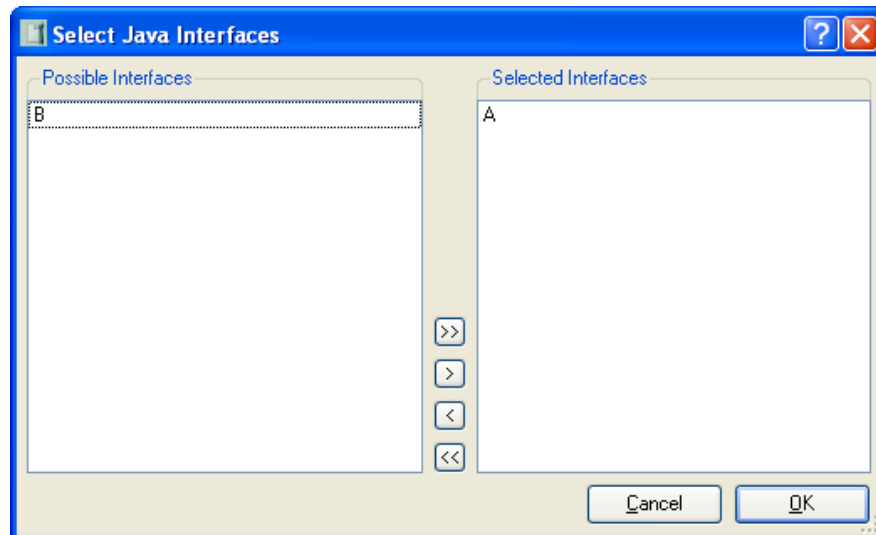 Select Java Interfaces
?
Possible Interfaces
Selected Interfaces
B
A
>>
>
<
<<
Cancel
OK